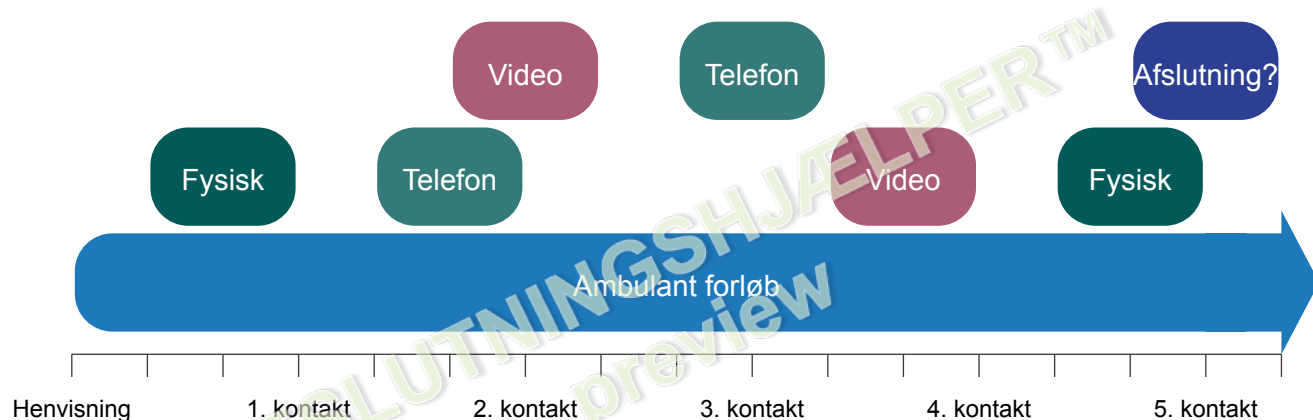 Video
Telefon
Afslutning?
Fysisk
Telefon
Video
Fysisk
Ambulant forløb
Henvisning
1. kontakt
2. kontakt
3. kontakt
4. kontakt
5. kontakt
SLUTNINGSHJÆLPER™
preview